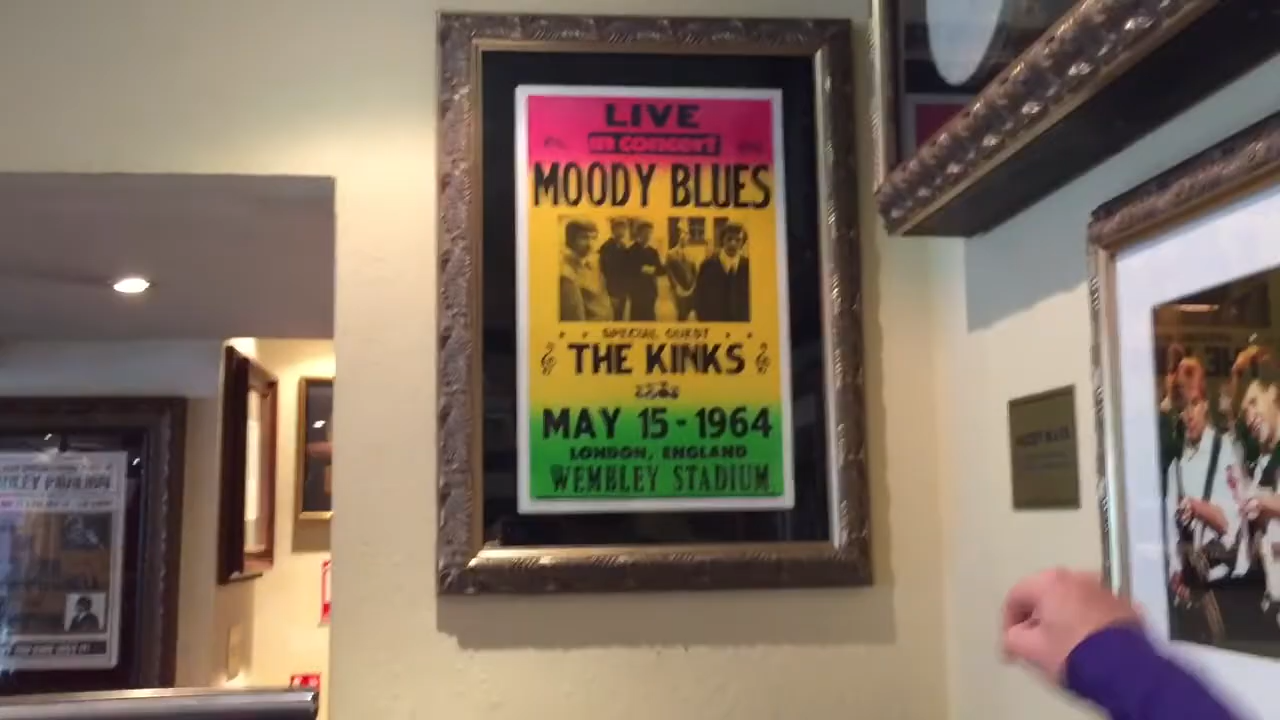 LIVE
in concert
MOODY BLUES
SPECIAL GUEST
THE KINKS
MAY 15 - 1964
LONDON, ENGLAND
WEMBLEY STADIUM